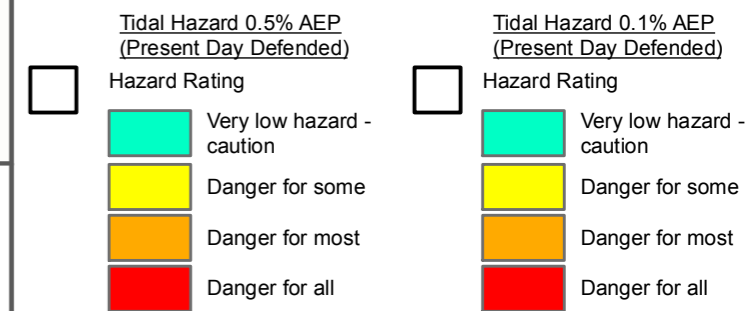 Tidal Hazard 0.5% AEP
(Present Day Defended)
Hazard Rating
Very low hazard -
caution
Danger for some
Danger for most
Danger for all
Tidal Hazard 0.1% AEP
(Present Day Defended)
Hazard Rating
Very low hazard -
caution
Danger for some
Danger for most
Danger for all